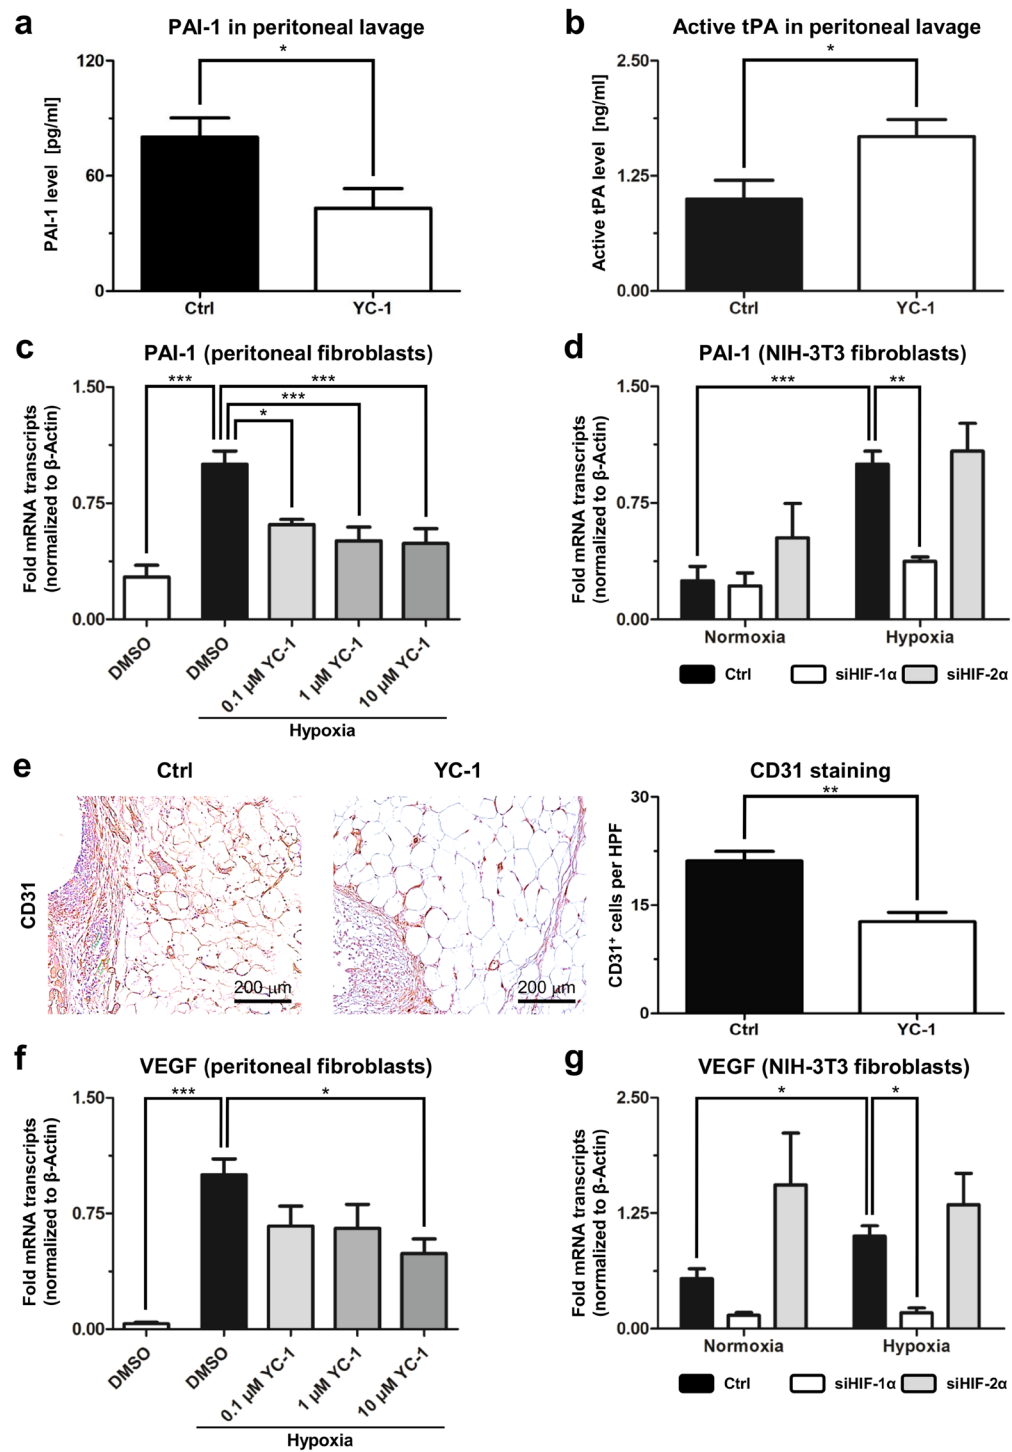 a
PAI-1 in peritoneal lavage
PAI-1 level [pg/ml]
120
60
0
*
Ctrl
YC-1
b
Active tPA in peritoneal lavage
Active tPA level [ng/ml]
2.50
1.25
0.00
*
Ctrl
YC-1
c
PAI-1 (peritoneal fibroblasts)
Fold mRNA transcripts
(normalized to β-Actin)
1.50
0.75
0.00
***
***
***
*
DMSO
DMSO
0.1 µM YC-1
1 µM YC-1
10 µM YC-1
Hypoxia
d
PAI-1 (NIH-3T3 fibroblasts)
Fold mRNA transcripts
(normalized to β-Actin)
1.50
0.75
0.00
***
**
Normoxia
Hypoxia
Ctrl
siHIF-1α
siHIF-2α
e
Ctrl
YC-1
CD31
200 µm
200 µm
CD31 staining
CD31+ cells per HPF
30
15
0
**
Ctrl
YC-1
f
VEGF (peritoneal fibroblasts)
Fold mRNA transcripts
(normalized to β-Actin)
1.50
0.75
0.00
***
*
DMSO
DMSO
0.1 µM YC-1
1 µM YC-1
10 µM YC-1
Hypoxia
g
VEGF (NIH-3T3 fibroblasts)
Fold mRNA transcripts
(normalized to β-Actin)
2.50
1.25
0.00
*
*
Normoxia
Hypoxia
Ctrl
siHIF-1α
siHIF-2α